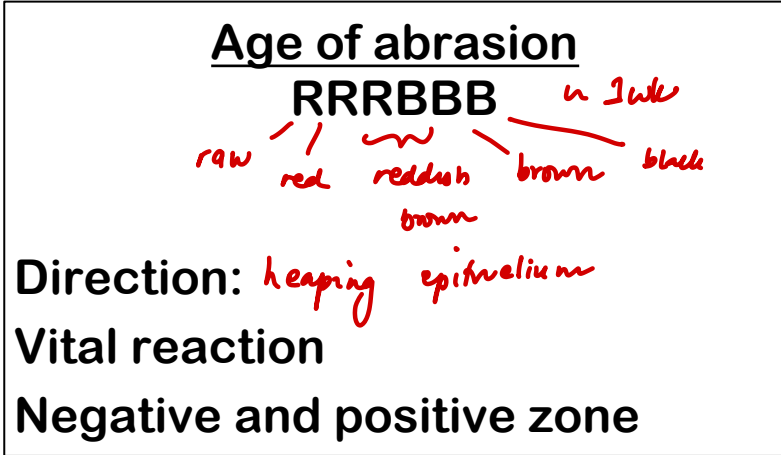 Age of abrasion
RRRBBB in 1wk
raw red reddish brown black
brown
Direction: heaping epithelium
Vital reaction
Negative and positive zone